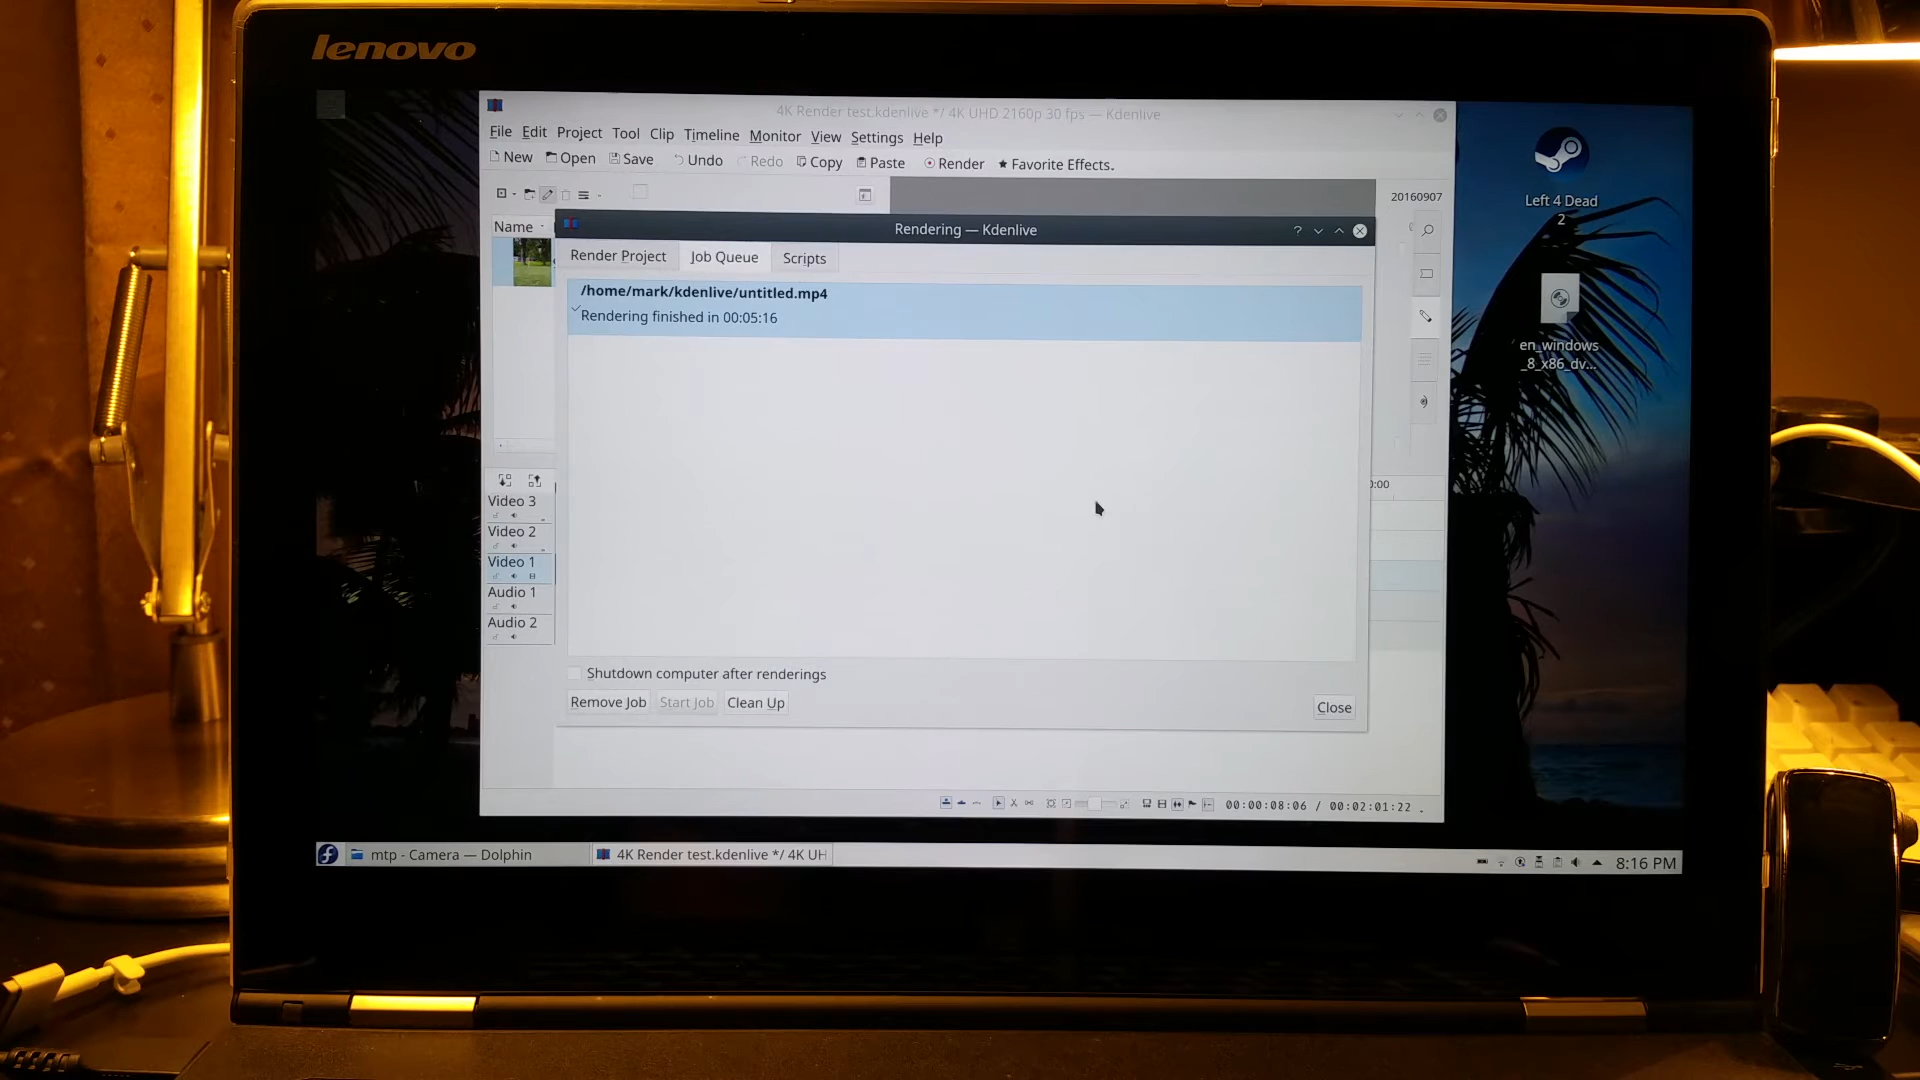 lenovo
4K Render test.kdenlive */ 4K UHD 2160p 30 fps — Kdenlive
File Edit Project Tool Clip Timeline Monitor View Settings Help
New Open Save Undo Redo Copy Paste Render Favorite Effects.
20160907
Name
Rendering — Kdenlive
Render Project Job Queue Scripts
/home/mark/kdenlive/untitled.mp4
Rendering finished in 00:05:16
Video 3
Video 2
Video 1
Audio 1
Audio 2
0:00
Shutdown computer after renderings
Remove Job Start Job Clean Up Close
00:00:08:06 / 00:02:01:22
Left 4 Dead
2
en_windows
_8_x86_dv...
mtp - Camera — Dolphin
4K Render test.kdenlive */ 4K UH
8:16 PM